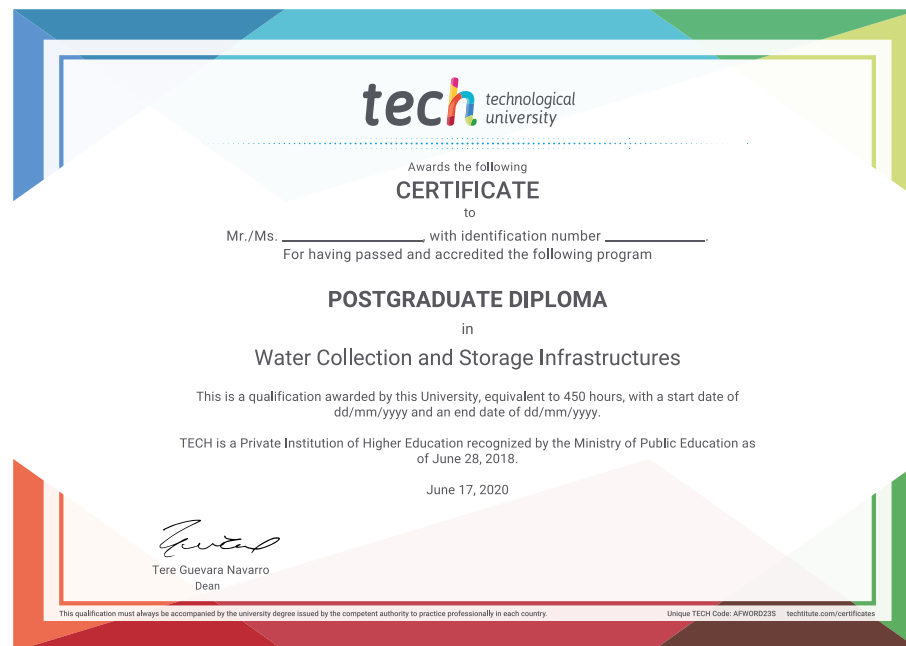 tech technological
university
Awards the following
CERTIFICATE
to
Mr./Ms. _________________, with identification number ____________.
For having passed and accredited the following program
POSTGRADUATE DIPLOMA
in
Water Collection and Storage Infrastructures
This is a qualification awarded by this University, equivalent to 450 hours, with a start date of
dd/mm/yyyy and an end date of dd/mm/yyyy.
TECH is a Private Institution of Higher Education recognized by the Ministry of Public Education as
of June 28, 2018.
June 17, 2020
Tere Guevara Navarro
Dean
This qualification must always be accompanied by the university degree issued by the competent authority to practice professionally in each country. Unique TECH Code: AFWORD23S techtitute.com/certificates